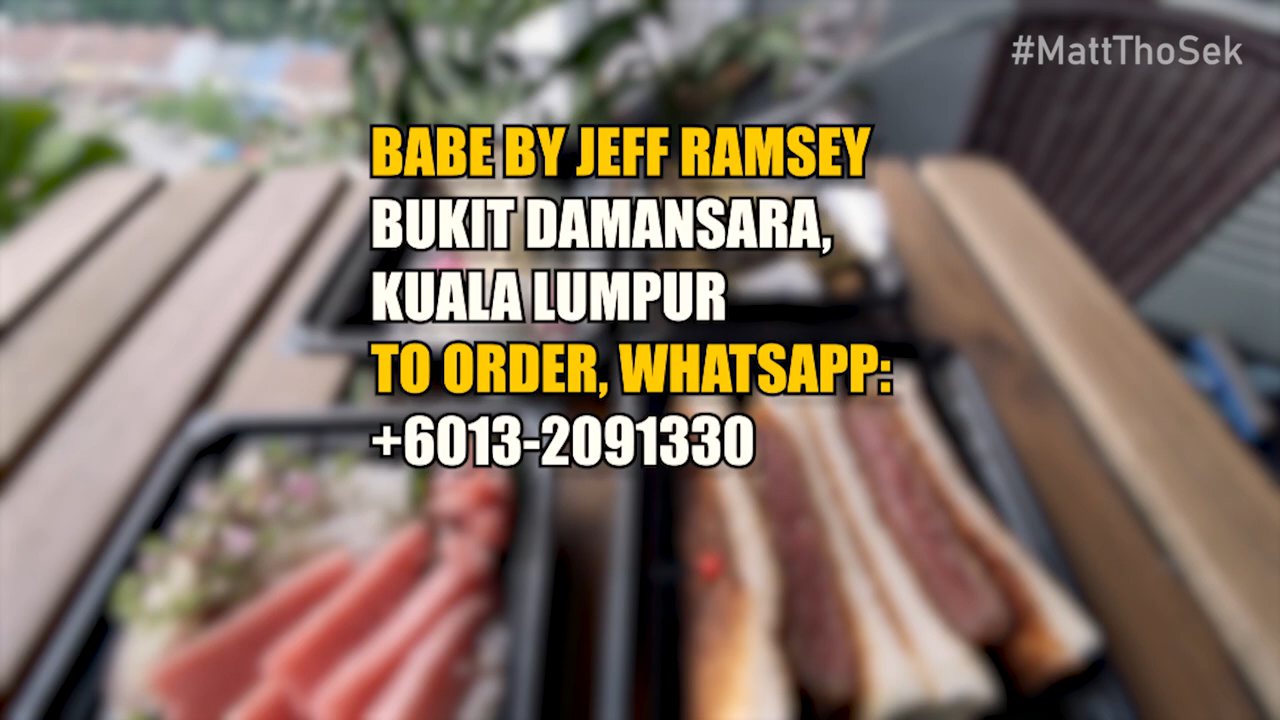 #MattThoSek
BABE BY JEFF RAMSEY
BUKIT DAMANSARA,
KUALA LUMPUR
TO ORDER, WHATSAPP:
+6013-2091330